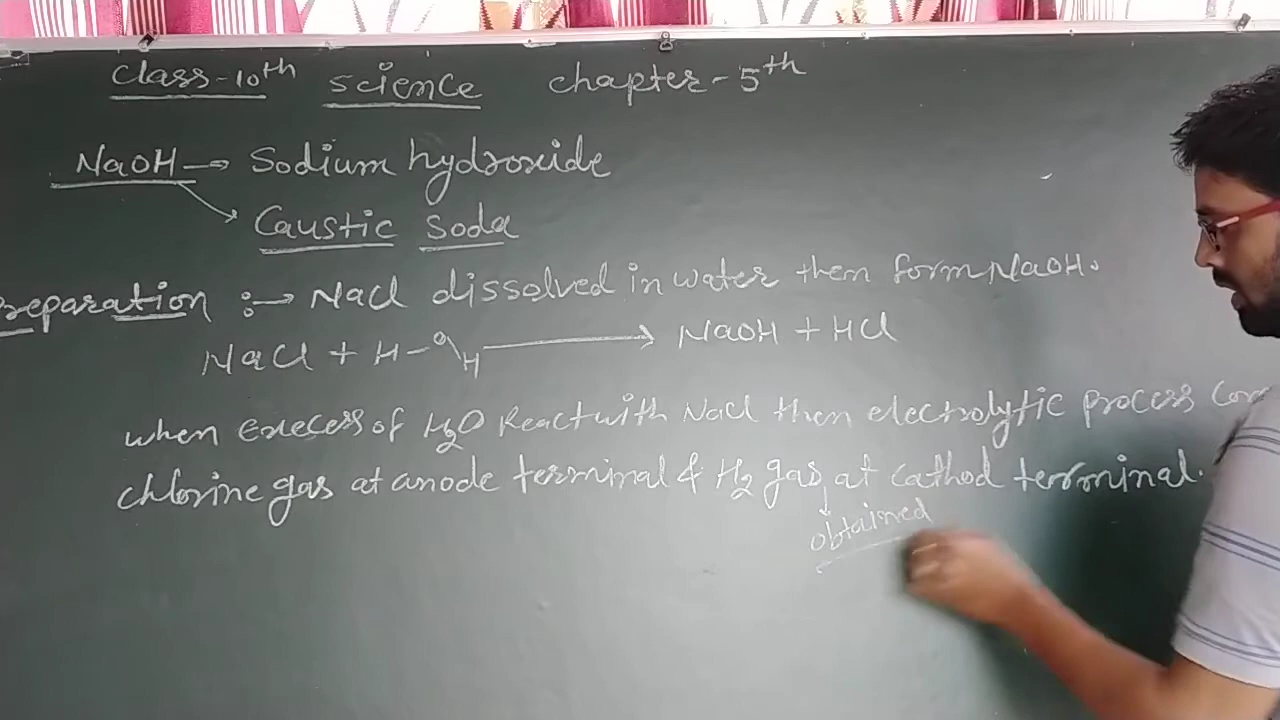 class-10th science chapter-5th
NaOH → Sodium hydroxide
Caustic Soda
Preparation :→ NaCl dissolved in water then form NaOH.
NaCl + H-O\H → NaOH + HCl
when execess of H2O React with NaCl then electrolytic process
chlorine gas at anode terminal & H2 gas at cathod terminal.
obtained